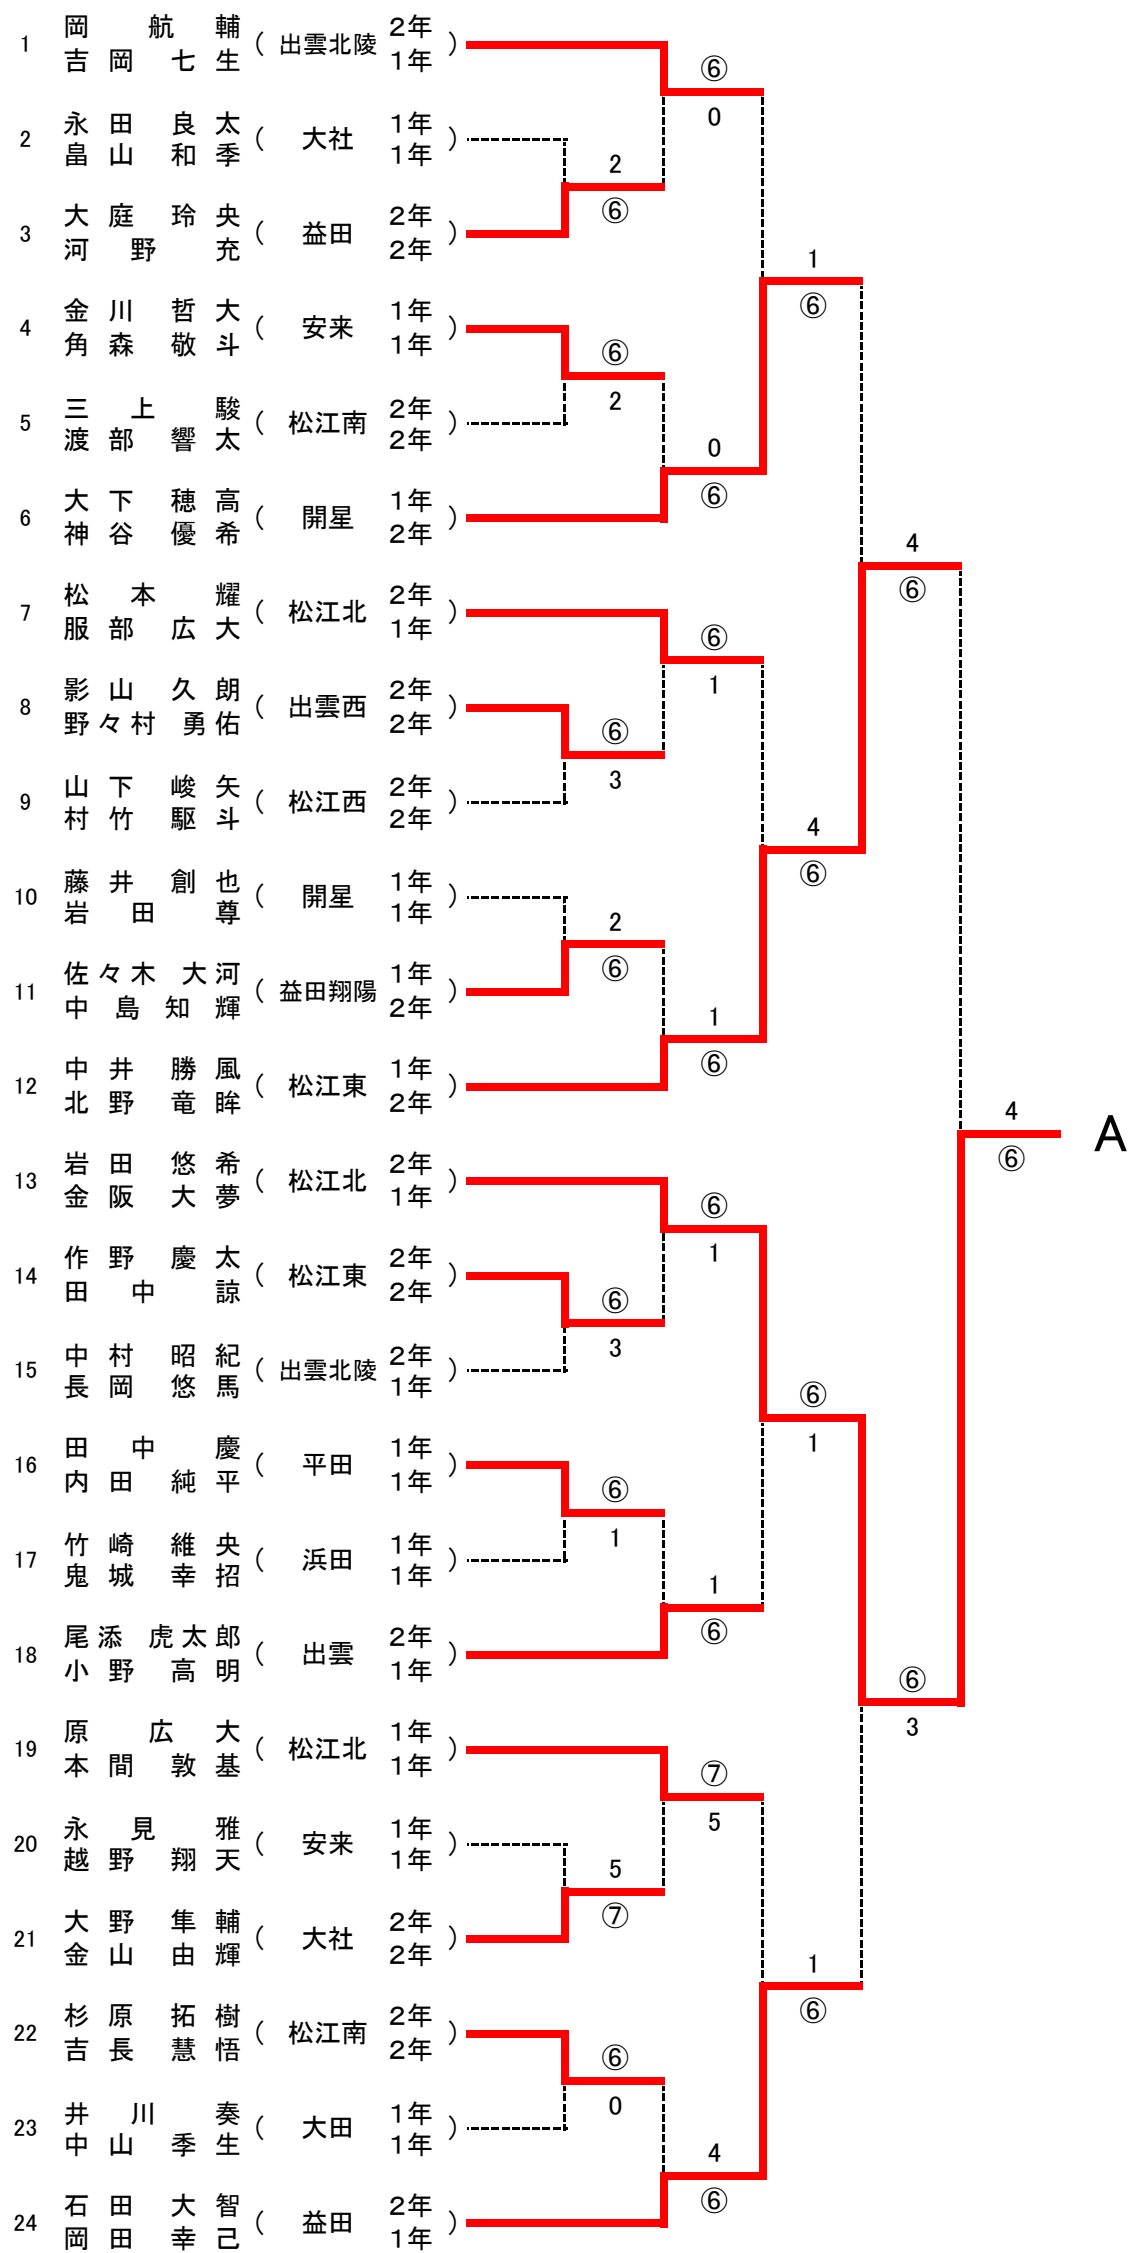 1 岡 航輔 ( 出雲北陵 2年 )
吉岡 七生 1年
⑥
0
2 永田 良太 ( 大社 1年 )
畠山 和季 1年
2
⑥
3 大庭 玲央 ( 益田 2年 )
河野 充 2年
1
⑥
4 金川 哲大 ( 安来 1年 )
角森 敬斗 1年
⑥
2
5 三上 駿 ( 松江南 2年 )
渡部 響太 2年
0
⑥
6 大下 穂高 ( 開星 1年 )
神谷 優希 2年
4
⑥
7 松本 耀 ( 松江北 2年 )
服部 広大 1年
⑥
1
8 影山 久朗 ( 出雲西 2年 )
野々村 勇佑 2年
⑥
3
9 山下 峻矢 ( 松江西 2年 )
村竹 駆斗 2年
4
⑥
10 藤井 創也 ( 開星 1年 )
岩田 尊 1年
2
⑥
11 佐々木 大河 ( 益田翔陽 1年 )
中島 知輝 2年
1
⑥
12 中井 勝風 ( 松江東 1年 )
北野 竜眸 2年
4
⑥
A
13 岩田 悠希 ( 松江北 2年 )
金阪 大夢 1年
⑥
1
14 作野 慶太 ( 松江東 2年 )
田中 諒 2年
⑥
3
15 中村 昭紀 ( 出雲北陵 2年 )
長岡 悠馬 1年
⑥
1
16 田中 慶 ( 平田 1年 )
内田 純平 1年
⑥
1
17 竹崎 維央 ( 浜田 1年 )
鬼城 幸招 1年
1
⑥
18 尾添 虎太郎 ( 出雲 2年 )
小野 高明 1年
⑥
3
19 原 広大 ( 松江北 1年 )
本間 敦基 1年
⑦
5
20 永見 雅 ( 安来 1年 )
越野 翔天 1年
5
⑦
21 大野 隼輔 ( 大社 2年 )
金山 由輝 2年
1
⑥
22 杉原 拓樹 ( 松江南 2年 )
吉長 慧悟 2年
⑥
0
23 井川 奏 ( 大田 1年 )
中山 季生 1年
4
⑥
24 石田 大智 ( 益田 2年 )
岡田 幸己 1年